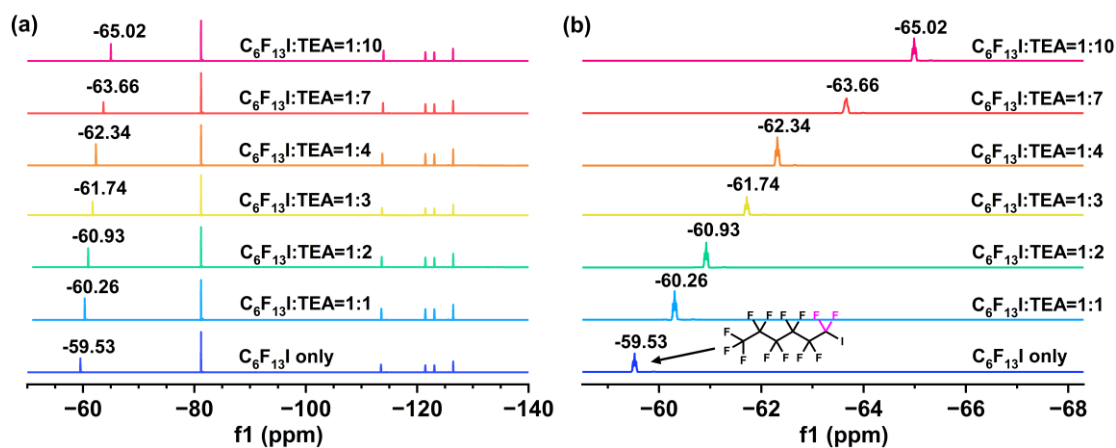 (a)
-65.02
C₆F₁₃I:TEA=1:10
-63.66
C₆F₁₃I:TEA=1:7
-62.34
C₆F₁₃I:TEA=1:4
-61.74
C₆F₁₃I:TEA=1:3
-60.93
C₆F₁₃I:TEA=1:2
-60.26
C₆F₁₃I:TEA=1:1
-59.53
C₆F₁₃I only
−60 −80 −100 −120 −140
f1 (ppm)
(b)
-65.02
C₆F₁₃I:TEA=1:10
-63.66
C₆F₁₃I:TEA=1:7
-62.34
C₆F₁₃I:TEA=1:4
-61.74
C₆F₁₃I:TEA=1:3
-60.93
C₆F₁₃I:TEA=1:2
-60.26
C₆F₁₃I:TEA=1:1
F F F F F F
F
F I
F F F F F
-59.53
C₆F₁₃I only
−60 −62 −64 −66 −68
f1 (ppm)